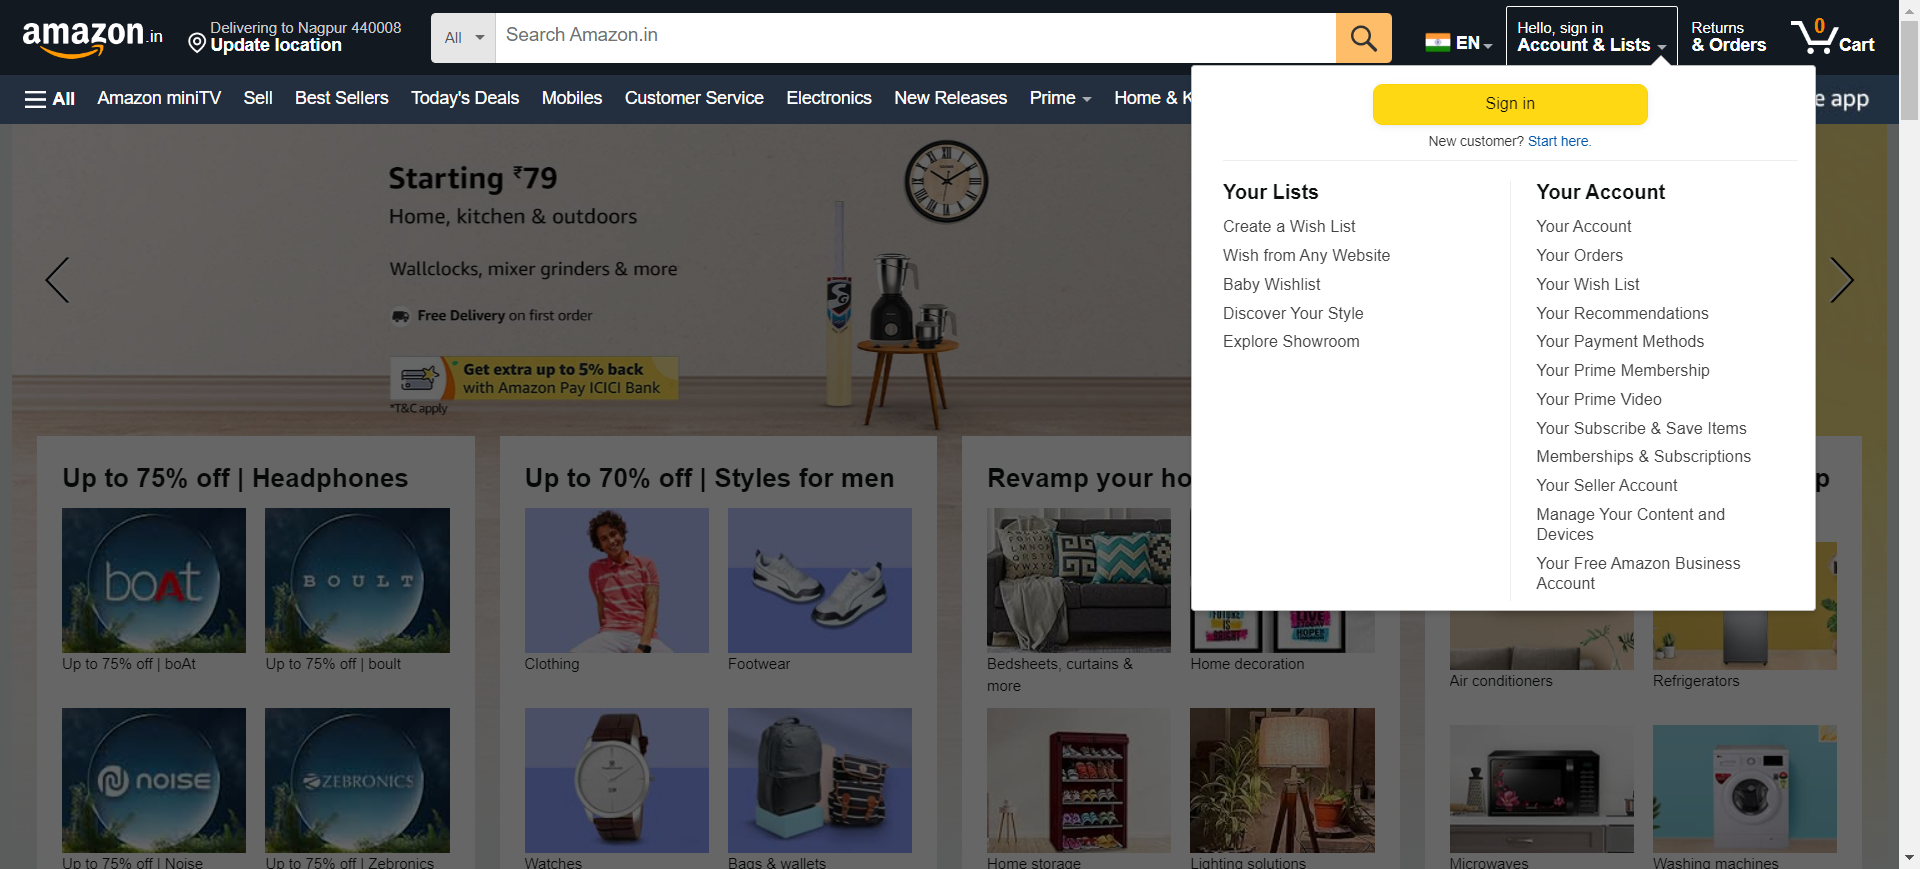 amazon.in
Delivering to Nagpur 440008
Update location
All
Search Amazon.in
EN
Hello, sign in
Account & Lists
Returns
& Orders
0
Cart
All
Amazon miniTV
Sell
Best Sellers
Today's Deals
Mobiles
Customer Service
Electronics
New Releases
Prime
Home & K
e app
Sign in
New customer? Start here.
Your Lists
Create a Wish List
Wish from Any Website
Baby Wishlist
Discover Your Style
Explore Showroom
Your Account
Your Account
Your Orders
Your Wish List
Your Recommendations
Your Payment Methods
Your Prime Membership
Your Prime Video
Your Subscribe & Save Items
Memberships & Subscriptions
Your Seller Account
Manage Your Content and
Devices
Your Free Amazon Business
Account
Starting ₹79
Home, kitchen & outdoors
Wallclocks, mixer grinders & more
Free Delivery on first order
Get extra up to 5% back
with Amazon Pay ICICI Bank
*T&C apply
SG
Up to 75% off | Headphones
boAt
BOULT
Up to 75% off | boAt
Up to 75% off | boult
NOISE
ZEBRONICS
Up to 75% off | Noise
Up to 75% off | Zebronics
Up to 70% off | Styles for men
Clothing
Footwear
Watches
Bags & wallets
Revamp your ho
Bedsheets, curtains &
more
Home decoration
Home storage
Lighting solutions
p
Air conditioners
Refrigerators
Microwaves
Washing machines